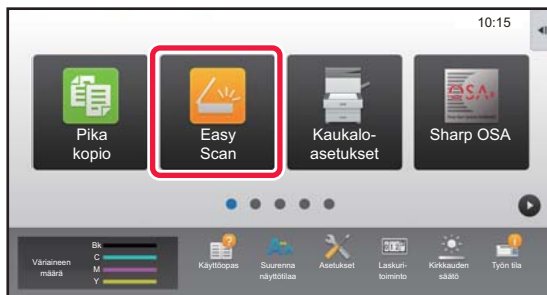 10:15
Pika
kopio
Easy
Scan
Kaukalo-
asetukset
Sharp OSA
OSA
Väriaineen
määrä
Bk
C
M
Y
Käyttöopas
Suurenna
näyttötilaa
Asetukset
Laskuri-
toiminto
Kirkkauden
säätö
Työn tila